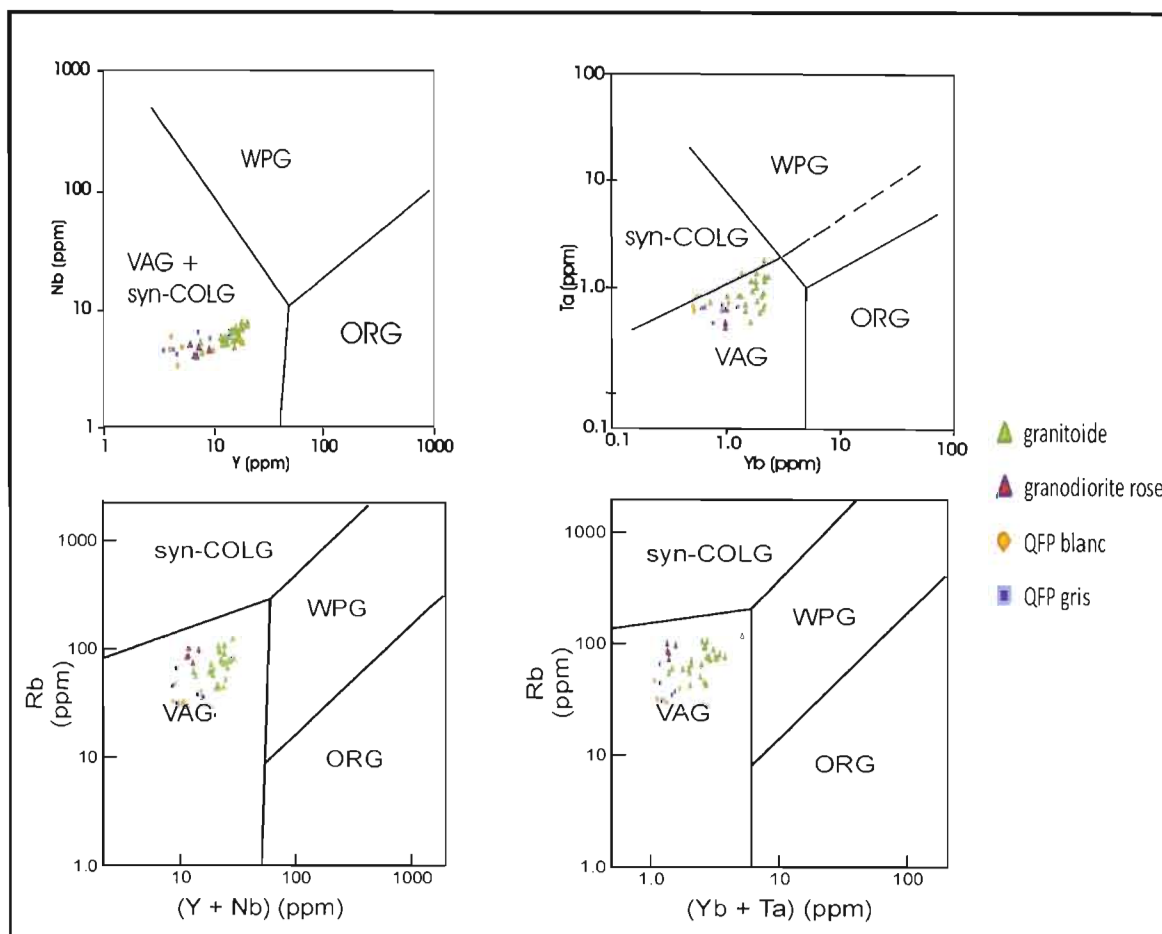 1000
100
10
1
Nb (ppm)
WPG
VAG +
syn-COLG
ORG
1
10
100
1000
Y (ppm)
100
10
1.0
0.1
Ta (ppm)
WPG
syn-COLG
VAG
ORG
0.1
1.0
10
100
Yb (ppm)
granitoide
granodiorite rose
QFP blanc
QFP gris
1000
100
10
1.0
Rb
(ppm)
syn-COLG
WPG
VAG
ORG
10
100
1000
(Y + Nb) (ppm)
1000
100
10
1.0
Rb
(ppm)
syn-COLG
WPG
VAG
ORG
1.0
10
100
(Yb + Ta) (ppm)